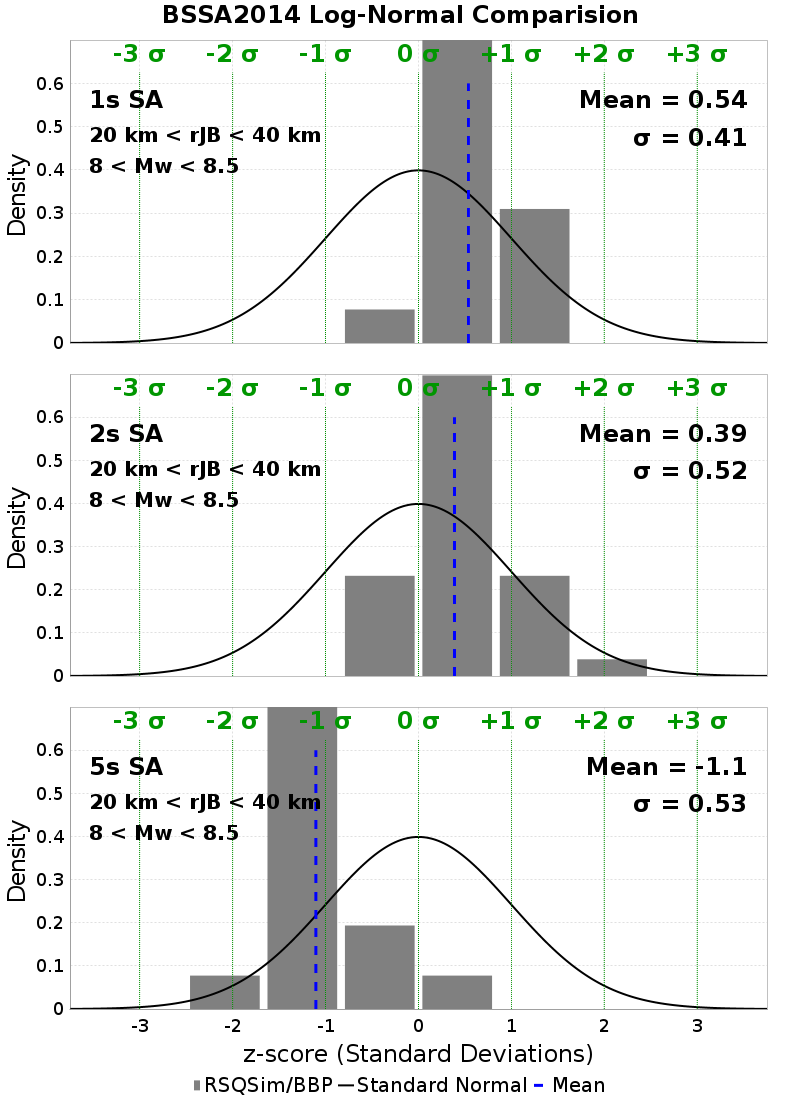 BSSA2014 Log-Normal Comparision
-3 σ -2 σ -1 σ 0 σ +1 σ +2 σ +3 σ
1s SA
Mean = 0.54
20 km < rJB < 40 km
σ = 0.41
8 < Mw < 8.5
Density
0.6
0.5
0.4
0.3
0.2
0.1
0
-3 σ -2 σ -1 σ 0 σ +1 σ +2 σ +3 σ
2s SA
Mean = 0.39
20 km < rJB < 40 km
σ = 0.52
8 < Mw < 8.5
Density
0.6
0.5
0.4
0.3
0.2
0.1
0
-3 σ -2 σ -1 σ 0 σ +1 σ +2 σ +3 σ
5s SA
Mean = -1.1
20 km < rJB < 40 km
σ = 0.53
8 < Mw < 8.5
Density
0.6
0.5
0.4
0.3
0.2
0.1
0
-3 -2 -1 0 1 2 3
z-score (Standard Deviations)
RSQSim/BBP Standard Normal Mean